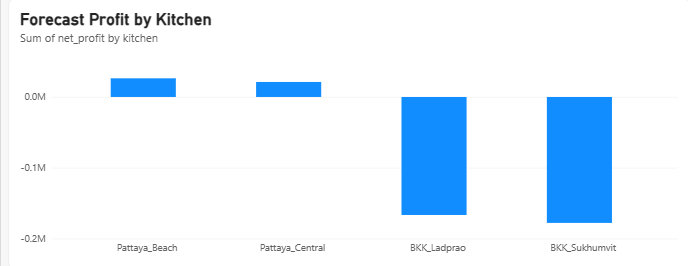 Forecast Profit by Kitchen
Sum of net_profit by kitchen
0.0M
-0.1M
-0.2M
Pattaya_Beach
Pattaya_Central
BKK_Ladprao
BKK_Sukhumvit